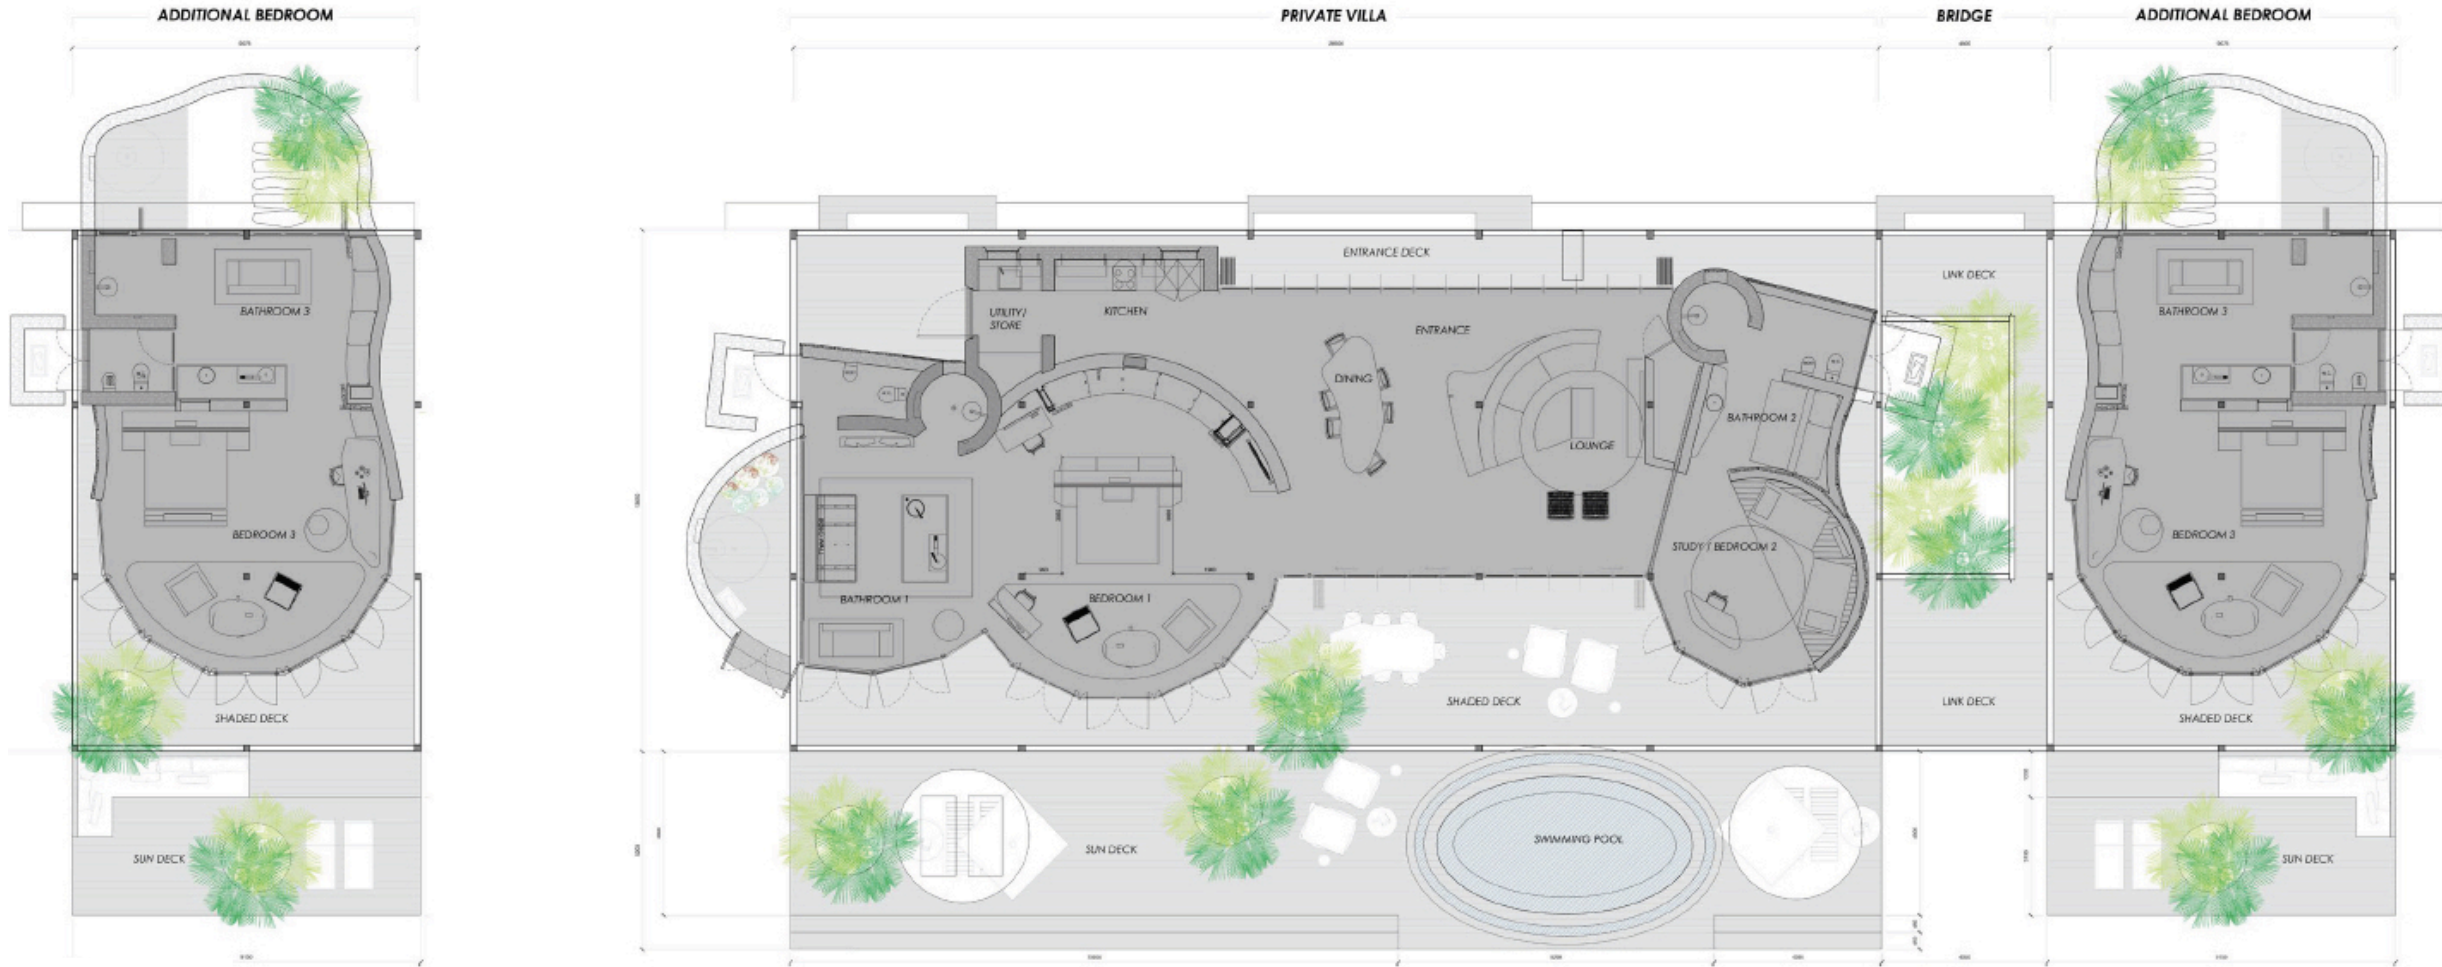 ADDITIONAL BEDROOM
PRIVATE VILLA
BRIDGE
ADDITIONAL BEDROOM
ENTRANCE DECK
LINK DECK
BATHROOM 3
UTILITY/
STORE
KITCHEN
ENTRANCE
BATHROOM 3
DINING
BATHROOM 2
LOUNGE
BEDROOM 3
STUDY / BEDROOM 2
BEDROOM 3
BATHROOM 1
BEDROOM 1
SHADED DECK
SHADED DECK
LINK DECK
SHADED DECK
SUN DECK
SUN DECK
SWIMMING POOL
SUN DECK